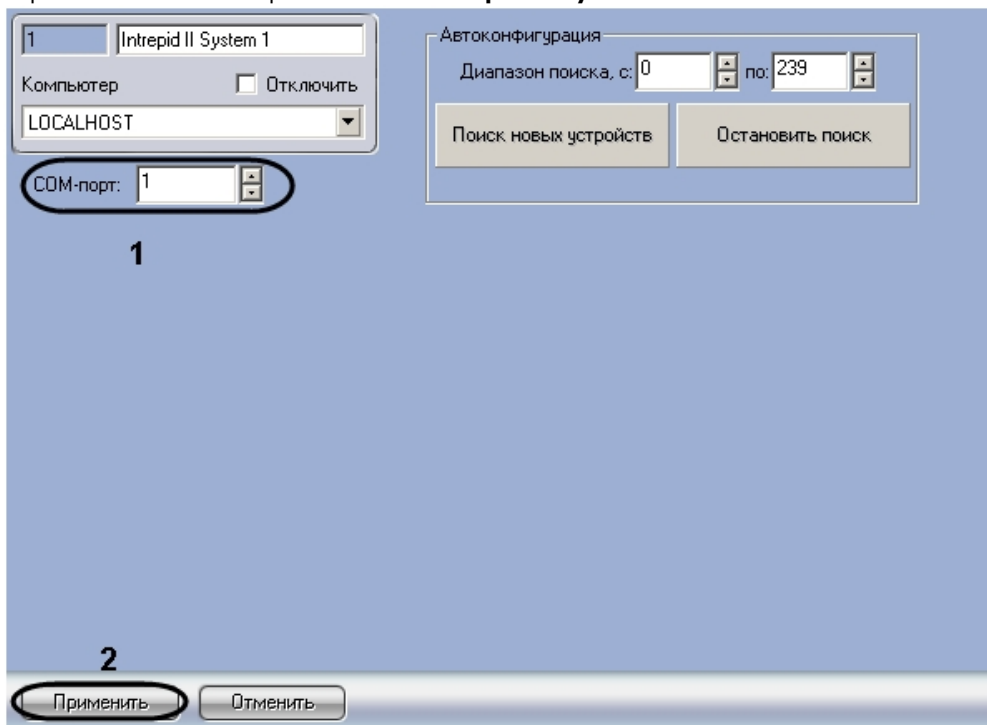 1 Intrepid II System 1
Компьютер Отключить
LOCALHOST
COM-порт: 1
1
Автоконфигурация
Диапазон поиска, с: 0 по: 239
Поиск новых устройств Остановить поиск
2
Применить Отменить